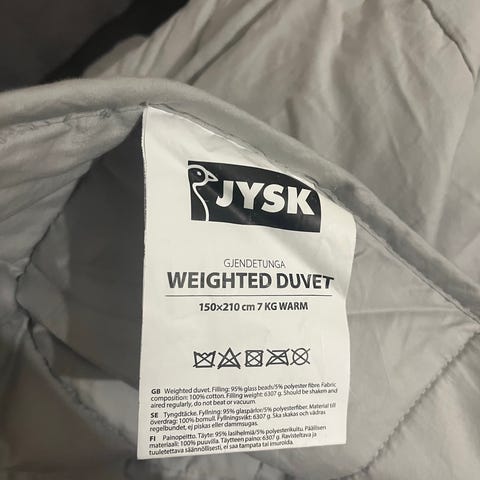 JYSK
GJENDETUNGA
WEIGHTED DUVET
150×210 cm 7 KG WARM
GB Weighted duvet. Filling: 95% glass beads/5% polyester fibre. Fabric
composition: 100% cotton. Filling weight: 6307 g. Should be shaken and
aired regularly, do not beat or vacuum.
SE Tyngdtäcke. Fyllning: 95% glaspärlor/5% polyesterfiber. Material till
överdrag: 100% bomull. Fyllningsvikt: 6307 g. Ska skakas och vädras
regelbundet, ej piskas eller dammsugas.
FI Painopeitto. Täyte: 95% lasihelmiä/5% polyesterikuitu. Päällisen
materiaali: 100% puuvilla. Täytteen paino: 6307 g. Ravisteltava ja
tuuletettava säännöllisesti, ei saa tampata tai imuroida.